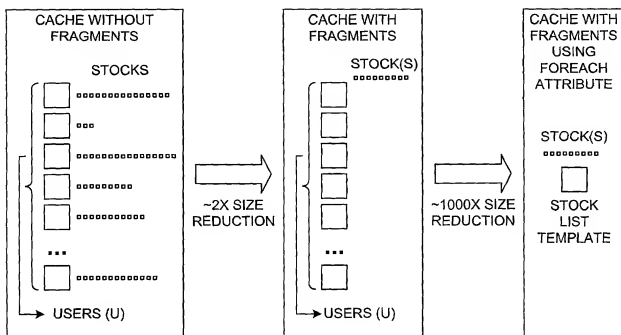 CACHE WITHOUT
FRAGMENTS
STOCKS
...
USERS (U)
~2X SIZE
REDUCTION
CACHE WITH
FRAGMENTS
STOCK(S)
...
USERS (U)
~1000X SIZE
REDUCTION
CACHE WITH
FRAGMENTS
USING
FOREACH
ATTRIBUTE
STOCK(S)
STOCK
LIST
TEMPLATE